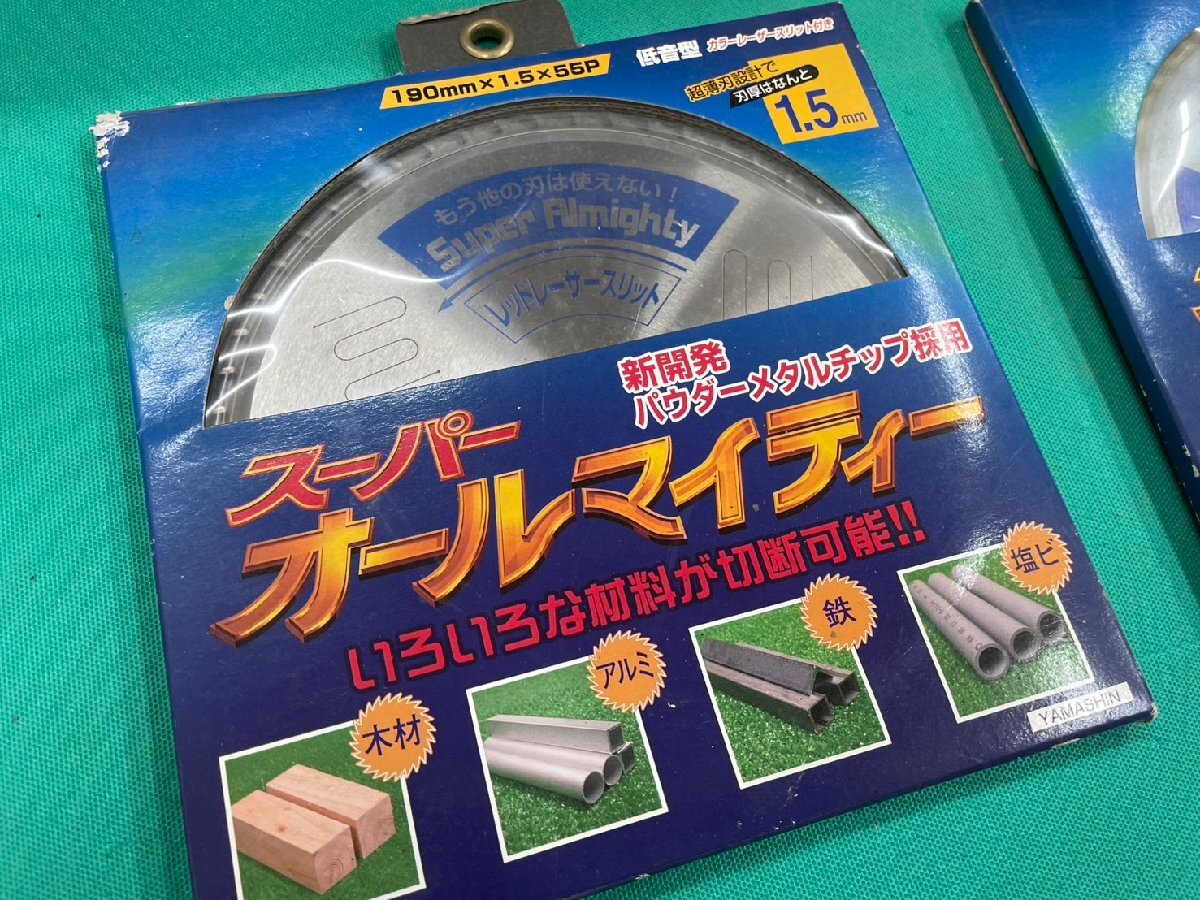 低音型 カラーレーザースリット付き
190mm×1.5×55P
超薄刃設計で
刃厚はなんと
1.5mm
もう他の刃は使えない!
Super Almighty
レッドレーザースリット
新開発
パウダーメタルチップ採用
スーパー
オールマイティー
いろいろな材料が切断可能!!
木材
アルミ
鉄
塩ビ
YAMASHIN